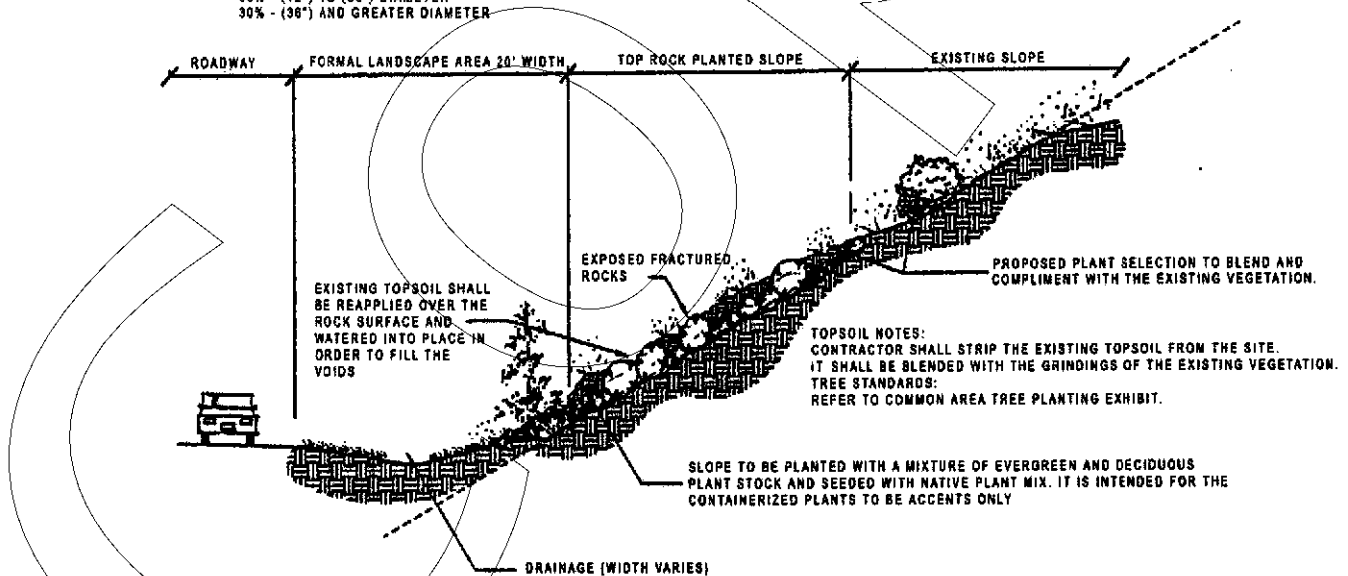 30% - (36") AND GREATER DIAMETER
ROADWAY
FORMAL LANDSCAPE AREA 20' WIDTH
TOP ROCK PLANTED SLOPE
EXISTING SLOPE
EXPOSED FRACTURED
ROCKS
EXISTING TOPSOIL SHALL
BE REAPPLIED OVER THE
ROCK SURFACE AND
WATERED INTO PLACE IN
ORDER TO FILL THE
VOIDS
PROPOSED PLANT SELECTION TO BLEND AND
COMPLIMENT WITH THE EXISTING VEGETATION.
TOPSOIL NOTES:
CONTRACTOR SHALL STRIP THE EXISTING TOPSOIL FROM THE SITE.
IT SHALL BE BLENDED WITH THE GRINDINGS OF THE EXISTING VEGETATION.
TREE STANDARDS:
REFER TO COMMON AREA TREE PLANTING EXHIBIT.
SLOPE TO BE PLANTED WITH A MIXTURE OF EVERGREEN AND DECIDUOUS
PLANT STOCK AND SEEDED WITH NATIVE PLANT MIX. IT IS INTENDED FOR THE
CONTAINERIZED PLANTS TO BE ACCENTS ONLY
DRAINAGE (WIDTH VARIES)